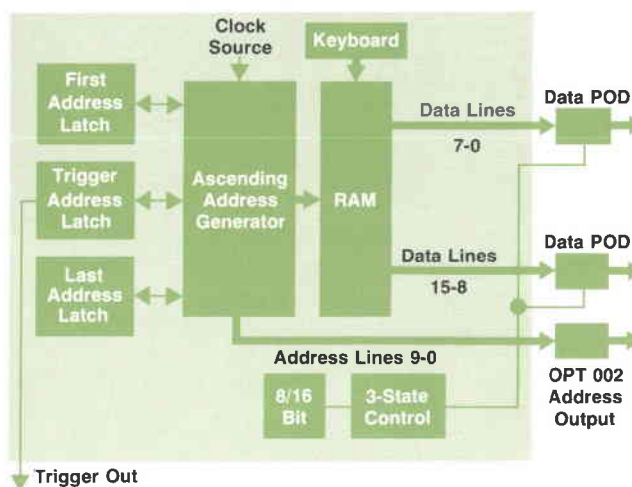 Clock
Source
Keyboard
First
Address
Latch
Data Lines
7-0
Data POD
Trigger
Address
Latch
Ascending
Address
Generator
RAM
Data Lines
15-8
Data POD
Last
Address
Latch
Address Lines 9-0
8/16
Bit
3-State
Control
OPT 002
Address
Output
Trigger Out